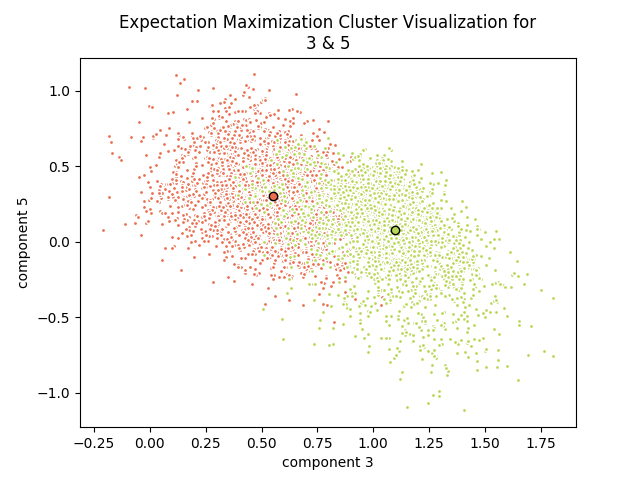 Expectation Maximization Cluster Visualization for
3 & 5
1.0
0.5
0.0
−0.5
−1.0
component 5
−0.25 0.00 0.25 0.50 0.75 1.00 1.25 1.50 1.75
component 3